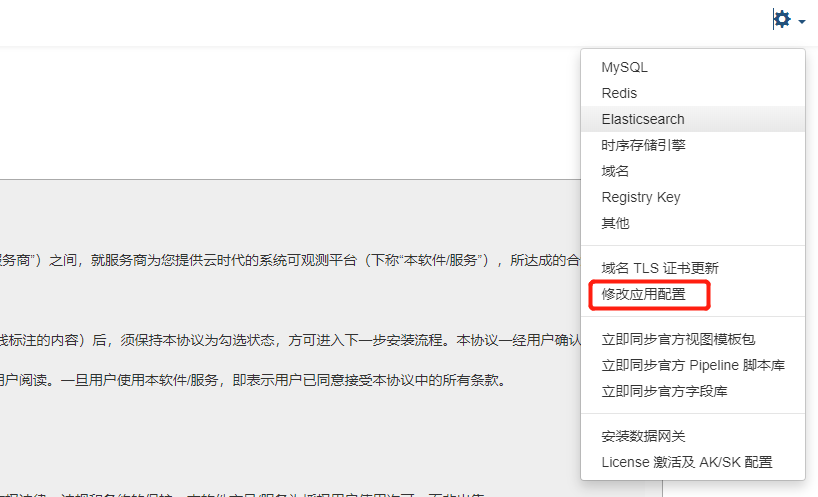 MySQL
Redis
Elasticsearch
时序存储引擎
域名
Registry Key
其他
域名 TLS 证书更新
修改应用配置
立即同步官方视图模板包
立即同步官方 Pipeline 脚本库
立即同步官方字段库
安装数据网关
License 激活及 AK/SK 配置
务商”）之间，就服务商为您提供云时代的系统可观测平台（下称“本软件/服务”），所达成的合
线标注的内容）后，须保持本协议为勾选状态，方可进入下一步安装流程。本协议一经用户确认
用户阅读。一旦用户使用本软件/服务，即表示用户已同意接受本协议中的所有条款。